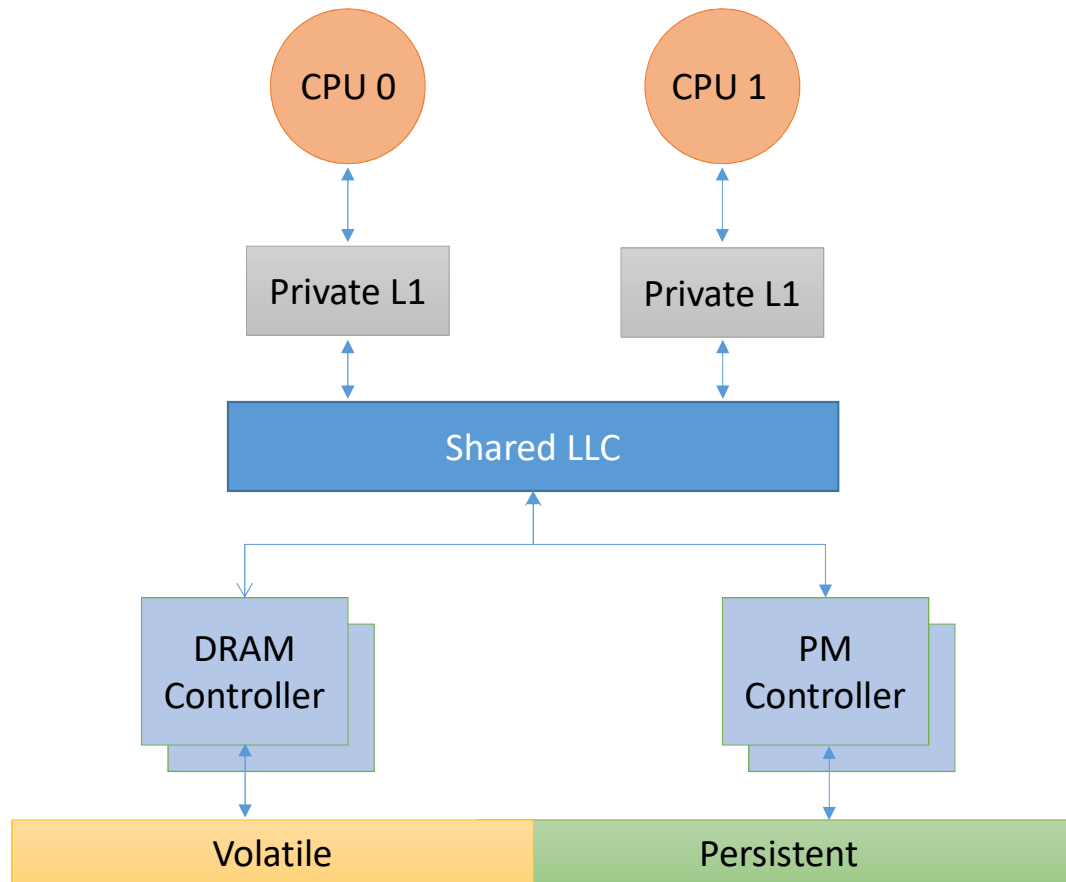 CPU 0
CPU 1
Private L1
Private L1
Shared LLC
DRAM
Controller
PM
Controller
Volatile
Persistent